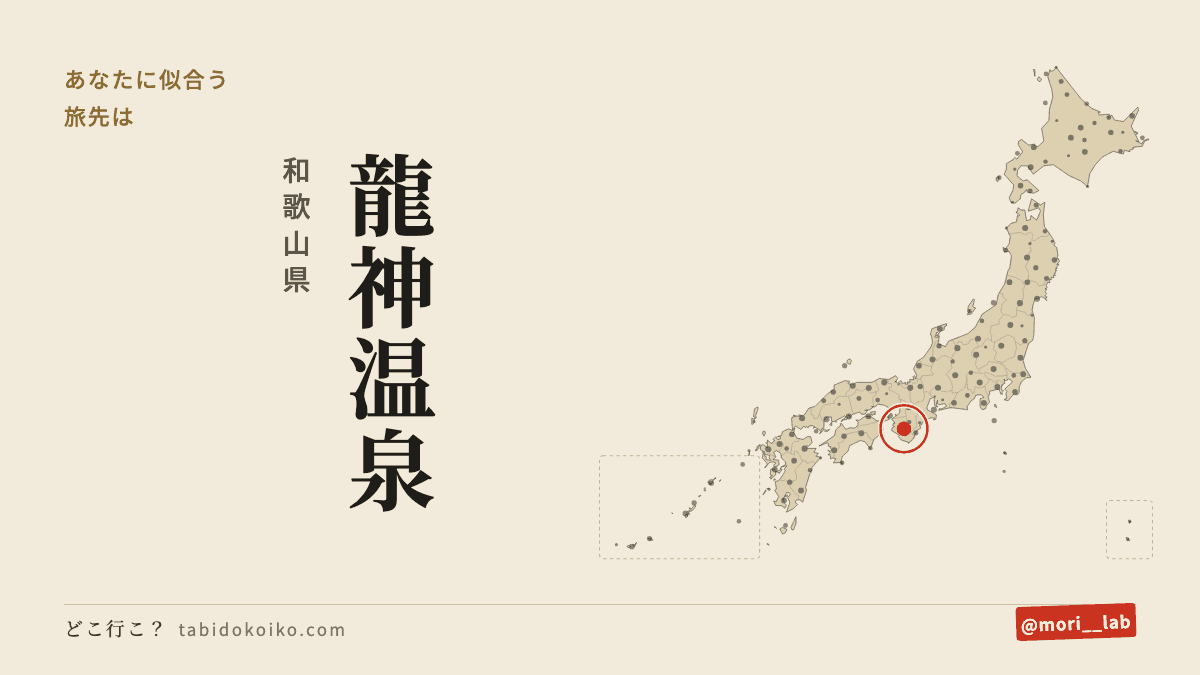 あなたに似合う
旅先は
龍神温泉
和歌山県
どこ行こ？ tabidokoiko.com
@mori__lab